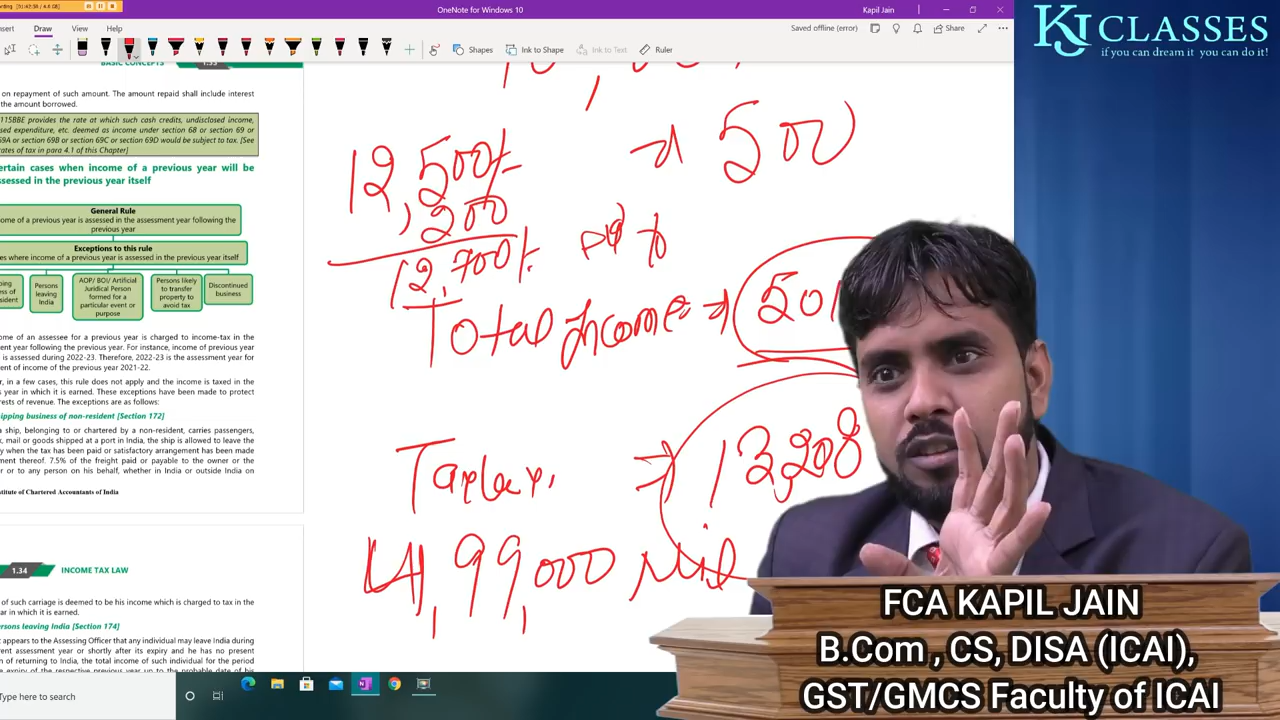 OneNote for Windows 10
Kapil Jain
Draw
View
Help
Shapes
Ink to Shape
Ink to Text
Ruler
Saved offline (error)
Share
BASIC CONCEPTS 1.33
on repayment of such amount. The amount repaid shall include interest
the amount borrowed.
115BBE provides the rate at which such cash credits, undisclosed income,
expenditure, etc. deemed as income under section 68 or section 69 or
69A or section 69B or section 69C or section 69D would be subject to tax. [See
rates of tax in para 4.1 of this Chapter]
ertain cases when income of a previous year will be
ssessed in the previous year itself
General Rule
ome of a previous year is assessed in the assessment year following the
previous year
Exceptions to this rule
es where income of a previous year is assessed in the previous year itself
Persons leaving India
AOP/ BOI/ Artificial Juridical Person formed for a particular event or purpose
Persons likely to transfer property to avoid tax
Discontinued business
me of an assessee for a previous year is charged to income-tax in the
ent year following the previous year. For instance, income of previous year
is assessed during 2022-23. Therefore, 2022-23 is the assessment year for
ent of income of the previous year 2021-22.
r, in a few cases, this rule does not apply and the income is taxed in the
s year in which it is earned. These exceptions have been made to protect
erests of revenue. The exceptions are as follows:
hipping business of non-resident [Section 172]
a ship, belonging to or chartered by a non-resident, carries passengers,
, mail or goods shipped at a port in India, the ship is allowed to leave the
y when the tax has been paid or satisfactory arrangement has been made
ment thereof. 7.5% of the freight paid or payable to the owner or the
er or to any person on his behalf, whether in India or outside India on
stitute of Chartered Accountants of India
1.34 INCOME TAX LAW
of such carriage is deemed to be his income which is charged to tax in the
ar in which it is earned.
ersons leaving India [Section 174]
t appears to the Assessing Officer that any individual may leave India during
rent assessment year or shortly after its expiry and he has no present
n of returning to India, the total income of such individual for the period
Type here to search
12,500/-
500
200
12,700/-
Total Income ⇒ 501
⇒ 13,208
4,99,000 Nil
KJ CLASSES
if you can dream it you can do it!
FCA KAPIL JAIN
B.Com , CS, DISA (ICAI),
GST/GMCS Faculty of ICAI